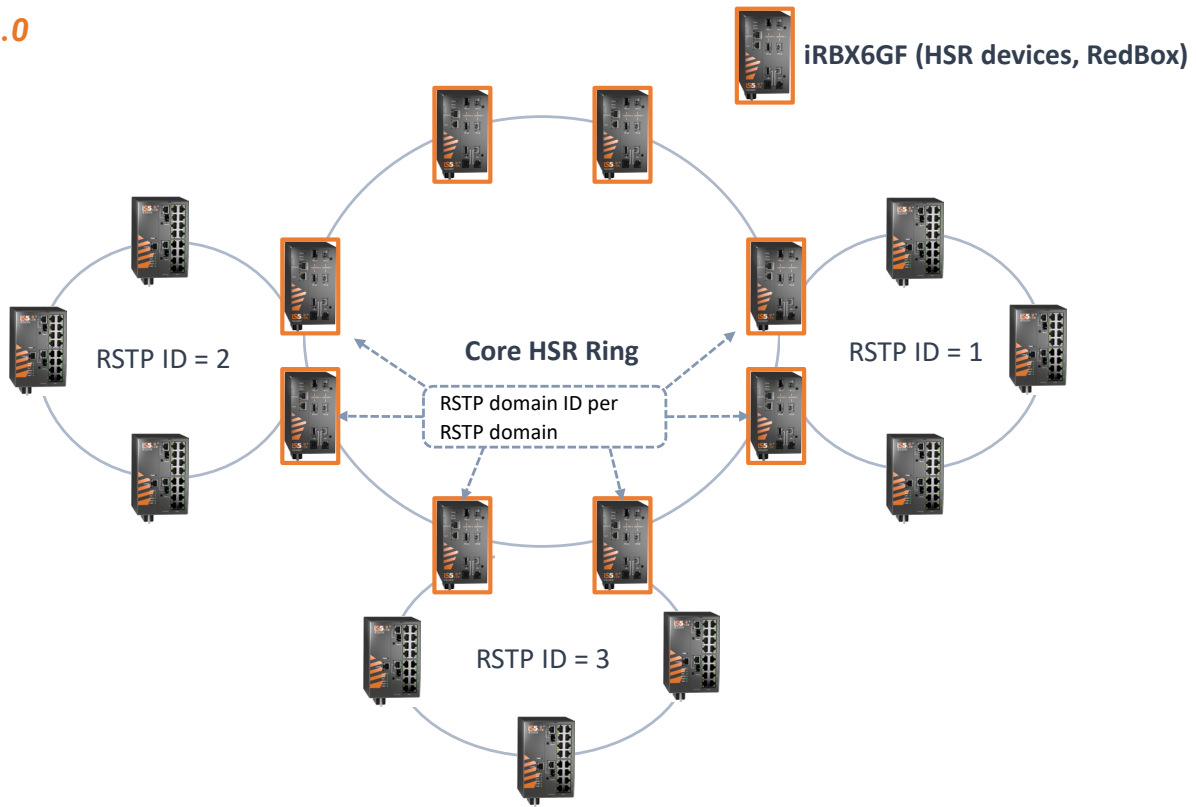 .0
iRBX6GF (HSR devices, RedBox)
RSTP ID = 2
Core HSR Ring
RSTP ID = 1
RSTP domain ID per
RSTP domain
RSTP ID = 3